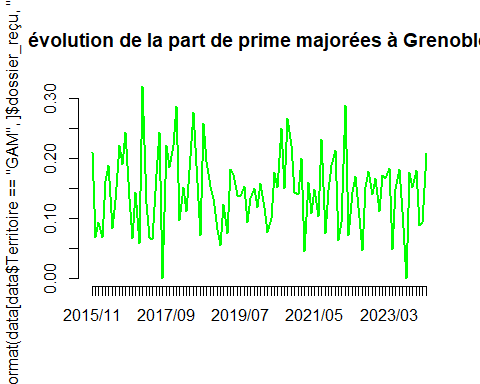 évolution de la part de prime majorées à Grenoble
ormat(data[data$Territoire == "GAM", ]$dossier_reçu, "
0.30
0.20
0.10
0.00
2015/11 2017/09 2019/07 2021/05 2023/03